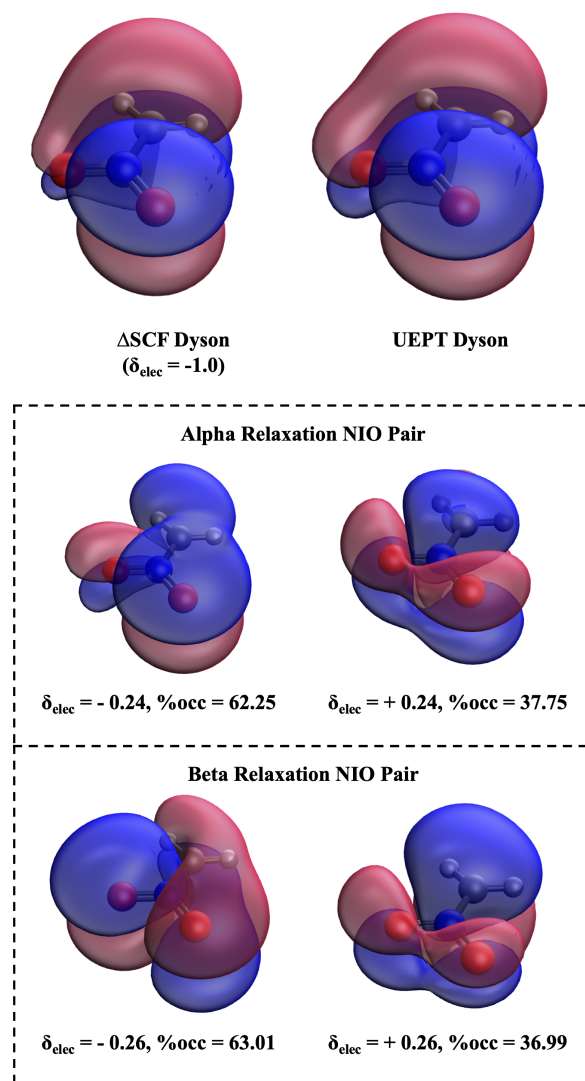 ΔSCF Dyson
(δelec = -1.0)
UEPT Dyson
Alpha Relaxation NIO Pair
δelec = - 0.24, %occ = 62.25
δelec = + 0.24, %occ = 37.75
Beta Relaxation NIO Pair
δelec = - 0.26, %occ = 63.01
δelec = + 0.26, %occ = 36.99